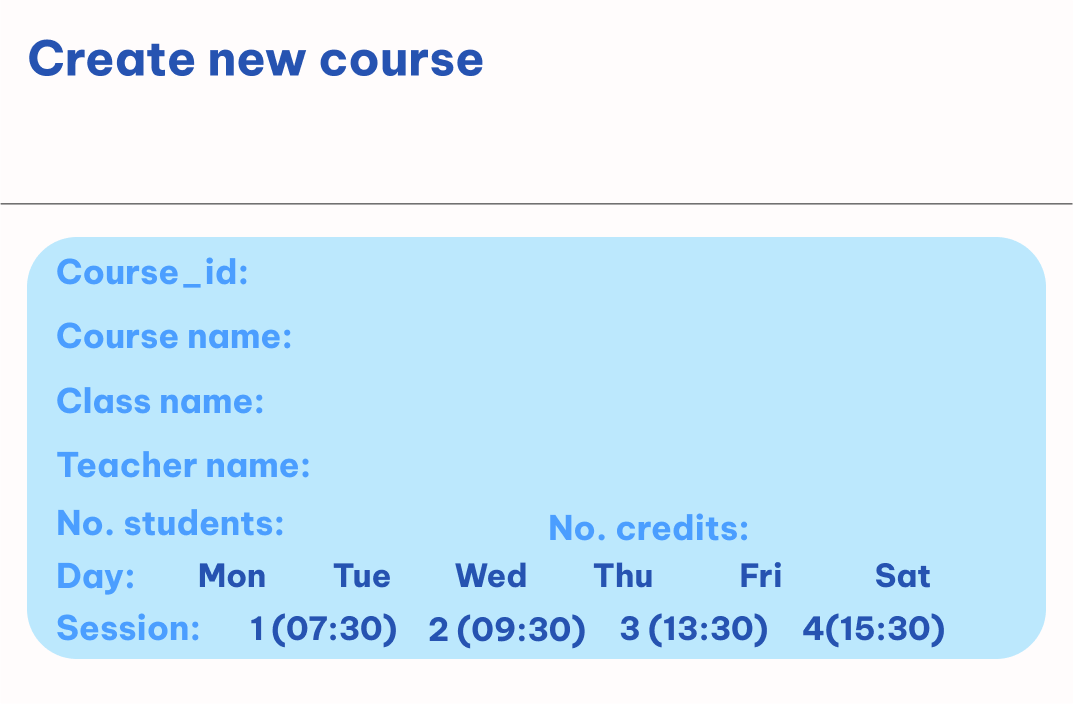 Create new course
Course_id:
Course name:
Class name:
Teacher name:
No. students: No. credits:
Day: Mon Tue Wed Thu Fri Sat
Session: 1 (07:30) 2 (09:30) 3 (13:30) 4(15:30)